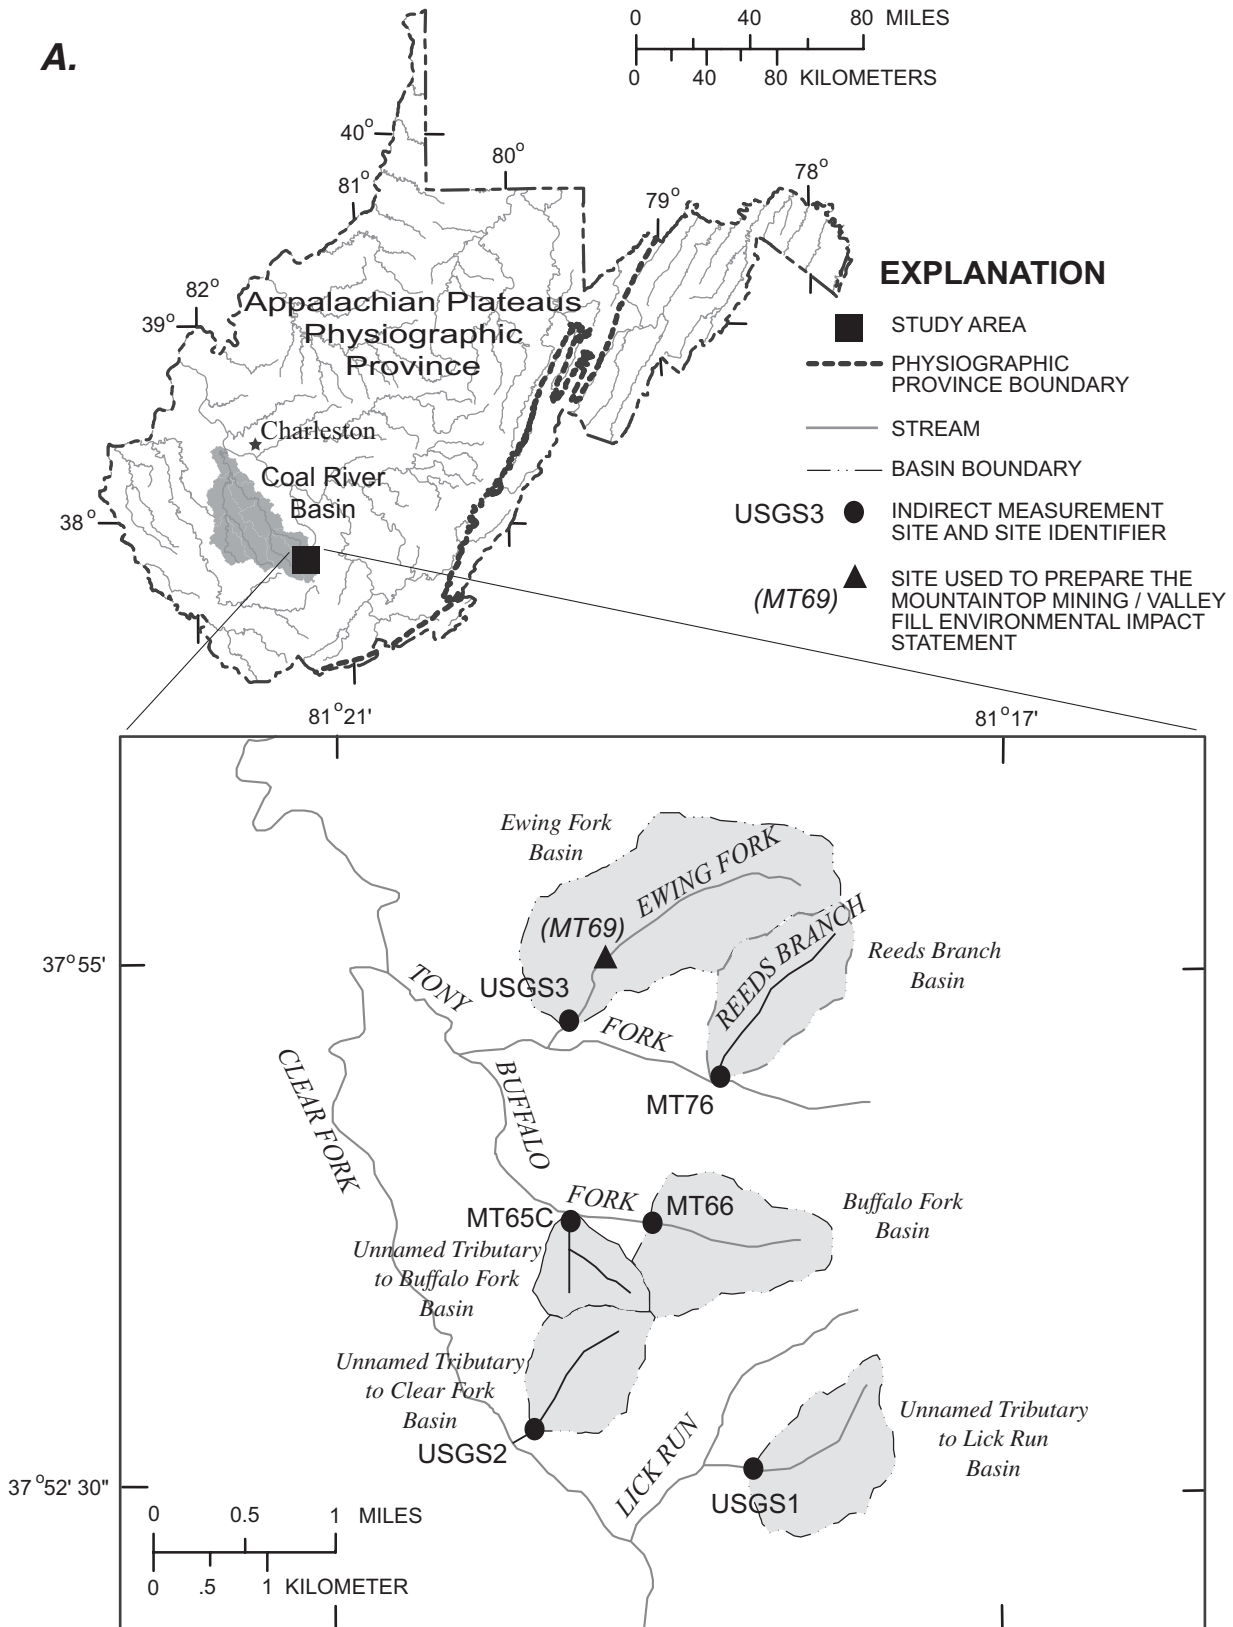 A.
0 40 80 MILES
0 40 80 KILOMETERS
40°
80°
81°
79°
78°
82°
39°
38°
Appalachian Plateaus
Physiographic
Province
Charleston
Coal River
Basin
EXPLANATION
STUDY AREA
PHYSIOGRAPHIC
PROVINCE BOUNDARY
STREAM
BASIN BOUNDARY
USGS3
INDIRECT MEASUREMENT
SITE AND SITE IDENTIFIER
(MT69)
SITE USED TO PREPARE THE
MOUNTAINTOP MINING / VALLEY
FILL ENVIRONMENTAL IMPACT
STATEMENT
81°21'
81°17'
Ewing Fork
Basin
EWING FORK
(MT69)
REEDS BRANCH
Reeds Branch
Basin
37°55'
TONY
USGS3
FORK
MT76
CLEAR FORK
BUFFALO
FORK
MT65C
MT66
Buffalo Fork
Basin
Unnamed Tributary
to Buffalo Fork
Basin
Unnamed Tributary
to Clear Fork
Basin
USGS2
LICK RUN
Unnamed Tributary
to Lick Run
Basin
USGS1
37°52'30"
0 0.5 1 MILES
0 .5 1 KILOMETER